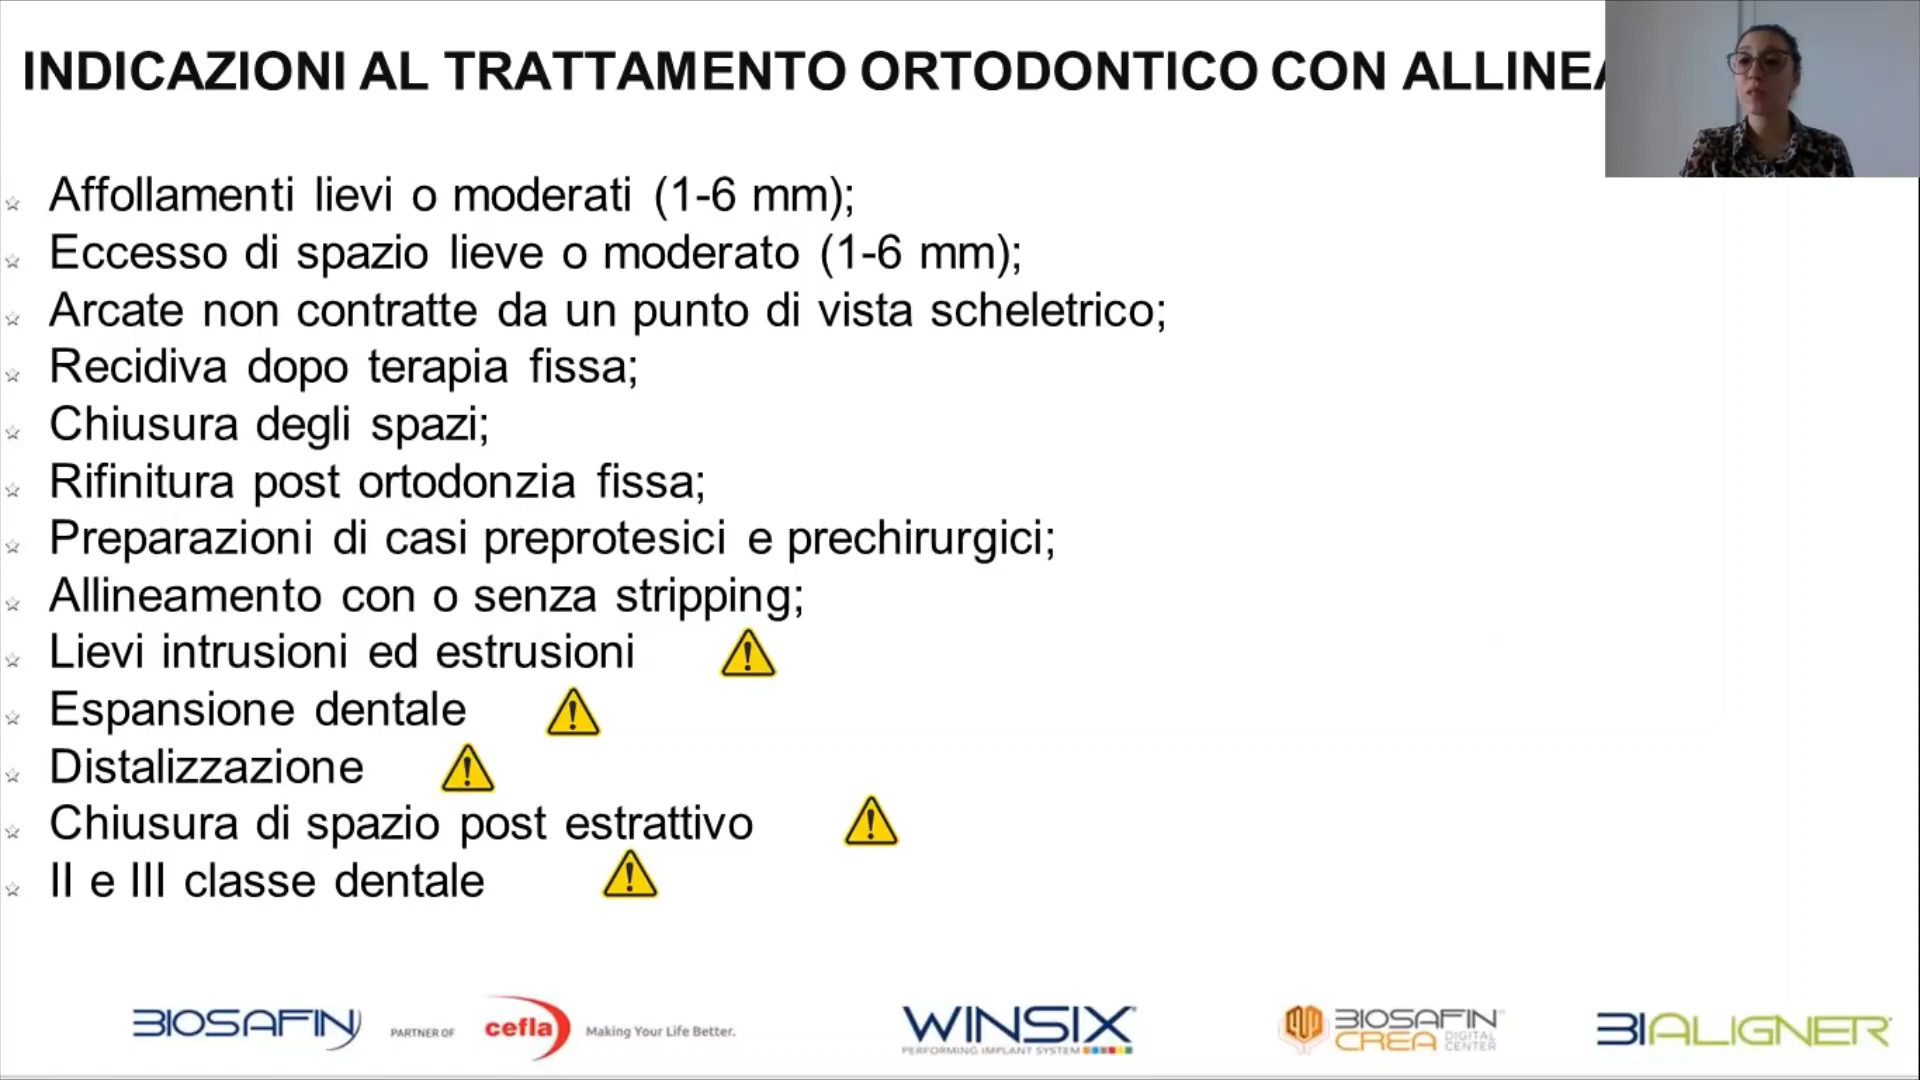 INDICAZIONI AL TRATTAMENTO ORTODONTICO CON ALLINEA
Affollamenti lievi o moderati (1-6 mm);
Eccesso di spazio lieve o moderato (1-6 mm);
Arcate non contratte da un punto di vista scheletrico;
Recidiva dopo terapia fissa;
Chiusura degli spazi;
Rifinitura post ortodonzia fissa;
Preparazioni di casi preprotesici e prechirurgici;
Allineamento con o senza stripping;
Lievi intrusioni ed estrusioni
Espansione dentale
Distalizzazione
Chiusura di spazio post estrattivo
II e III classe dentale
BIOSAFIN PARTNER OF cefla Making Your Life Better.
WINSIX
PERFORMING IMPLANT SYSTEM
BIOSAFIN
CREA DIGITAL CENTER
BIALIGNER